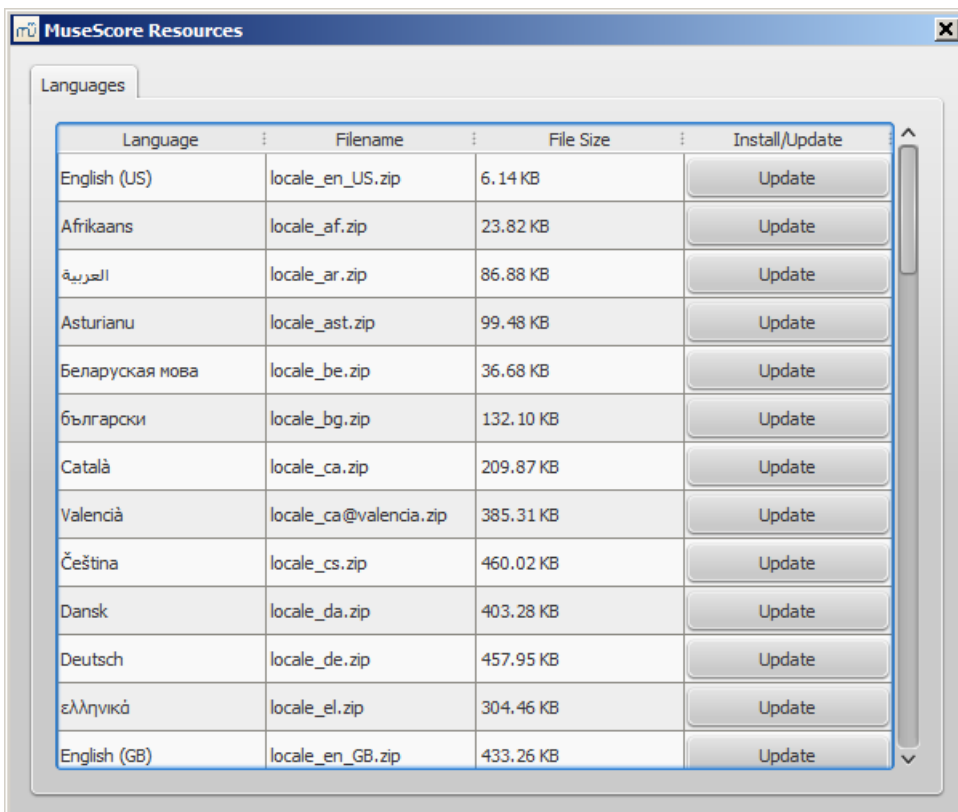 mű MuseScore Resources
Languages
Language Filename File Size Install/Update
English (US) locale_en_US.zip 6.14 KB Update
Afrikaans locale_af.zip 23.82 KB Update
العربية locale_ar.zip 86.88 KB Update
Asturianu locale_ast.zip 99.48 KB Update
Беларуская мова locale_be.zip 36.68 KB Update
български locale_bg.zip 132.10 KB Update
Català locale_ca.zip 209.87 KB Update
Valencià locale_ca@valencia.zip 385.31 KB Update
Čeština locale_cs.zip 460.02 KB Update
Dansk locale_da.zip 403.28 KB Update
Deutsch locale_de.zip 457.95 KB Update
ελληνικά locale_el.zip 304.46 KB Update
English (GB) locale_en_GB.zip 433.26 KB Update